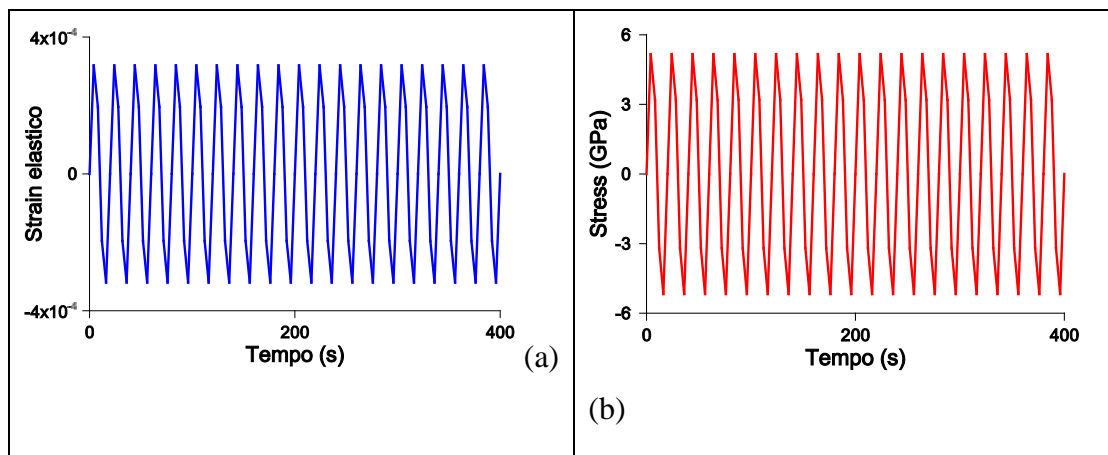 4x10⁻⁴
Strain elastico
0
-4x10⁻⁴
0
200
400
Tempo (s)
(a)
6
3
Stress (GPa)
0
-3
-6
0
200
400
Tempo (s)
(b)